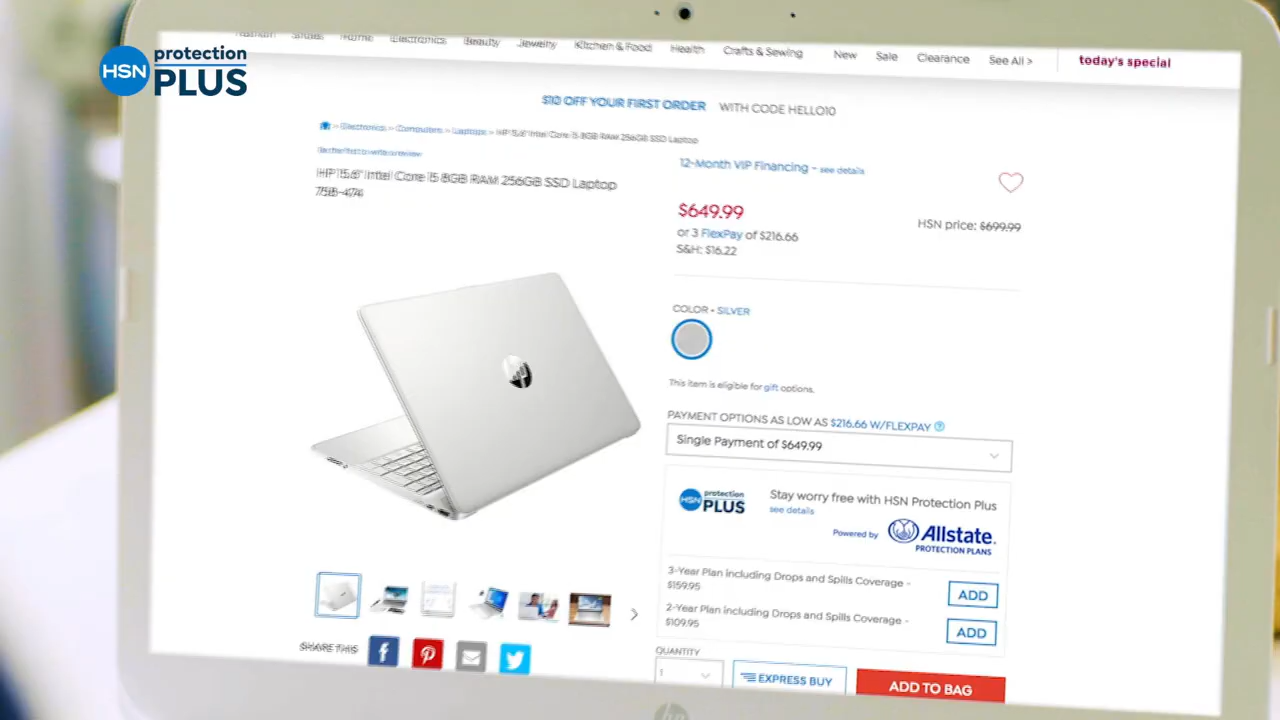 HSN protection PLUS
Fashion Shoes Home Electronics Beauty Jewelry Kitchen & Food Health Crafts & Sewing New Sale Clearance See All > today's special
$10 OFF YOUR FIRST ORDER WITH CODE HELLO10
> Electronics > Computers > Laptops > HP 15.6" Intel Core i5 8GB RAM 256GB SSD Laptop
Be the first to write a review
HP 15.6" Intel Core i5 8GB RAM 256GB SSD Laptop
758-474
12-Month VIP Financing - see details
$649.99
HSN price: $699.99
or 3 FlexPay of $216.66
S&H: $16.22
COLOR - SILVER
This item is eligible for gift options.
PAYMENT OPTIONS AS LOW AS $216.66 W/FLEXPAY ?
Single Payment of $649.99
HSN protection PLUS
Stay worry free with HSN Protection Plus
see details
Powered by Allstate.
PROTECTION PLANS
3-Year Plan including Drops and Spills Coverage -
$159.95
ADD
2-Year Plan including Drops and Spills Coverage -
$109.95
ADD
SHARE THIS
QUANTITY
1
EXPRESS BUY
ADD TO BAG
hp